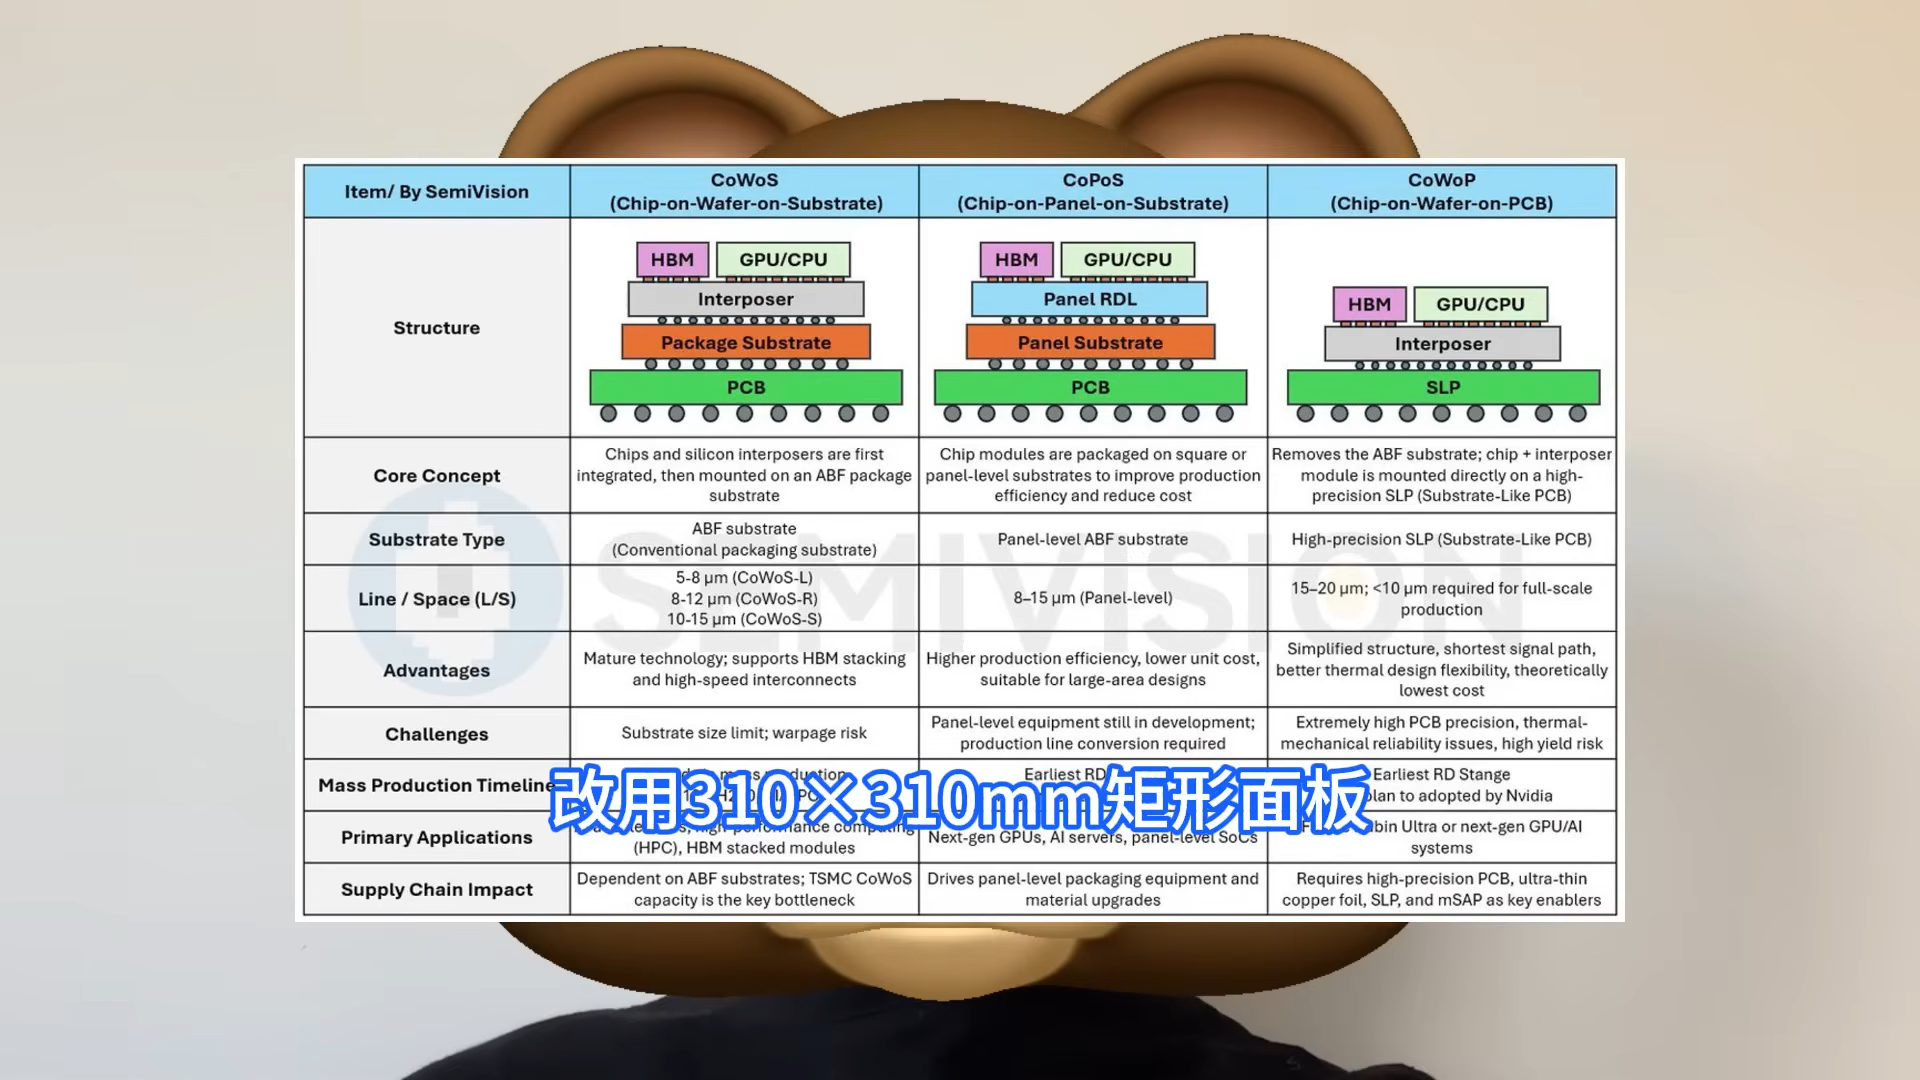 Item/ By SemiVision
CoWoS
(Chip-on-Wafer-on-Substrate)
CoPoS
(Chip-on-Panel-on-Substrate)
CoWoP
(Chip-on-Wafer-on-PCB)
Structure
HBM
GPU/CPU
Interposer
Package Substrate
PCB
HBM
GPU/CPU
Panel RDL
Panel Substrate
PCB
HBM
GPU/CPU
Interposer
SLP
Core Concept
Chips and silicon interposers are first
integrated, then mounted on an ABF package
substrate
Chip modules are packaged on square or
panel-level substrates to improve production
efficiency and reduce cost
Removes the ABF substrate; chip + interposer
module is mounted directly on a high-
precision SLP (Substrate-Like PCB)
Substrate Type
ABF substrate
(Conventional packaging substrate)
Panel-level ABF substrate
High-precision SLP (Substrate-Like PCB)
Line / Space (L/S)
5-8 µm (CoWoS-L)
8-12 µm (CoWoS-R)
10-15 µm (CoWoS-S)
8–15 µm (Panel-level)
15–20 µm; <10 µm required for full-scale
production
Advantages
Mature technology; supports HBM stacking
and high-speed interconnects
Higher production efficiency, lower unit cost,
suitable for large-area designs
Simplified structure, shortest signal path,
better thermal design flexibility, theoretically
lowest cost
Challenges
Substrate size limit; warpage risk
Panel-level equipment still in development;
production line conversion required
Extremely high PCB precision, thermal-
mechanical reliability issues, high yield risk
Mass Production Timeline
Earliest RD
Earliest RD Stange
plan to adopted by Nvidia
改用310×310mm矩形面板
Primary Applications
high-performance computing
(HPC), HBM stacked modules
Next-gen GPUs, AI servers, panel-level SoCs
Ultra or next-gen GPU/AI
systems
Supply Chain Impact
Dependent on ABF substrates; TSMC CoWoS
capacity is the key bottleneck
Drives panel-level packaging equipment and
material upgrades
Requires high-precision PCB, ultra-thin
copper foil, SLP, and mSAP as key enablers
SEMIVISION